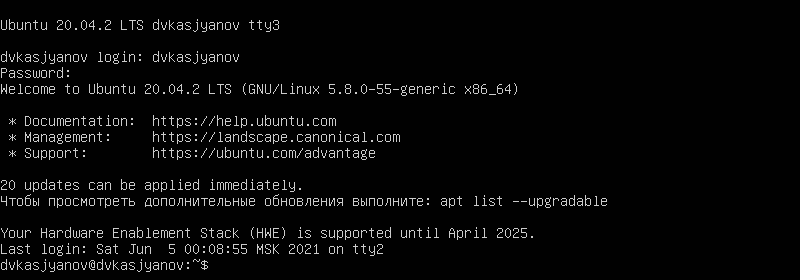 Ubuntu 20.04.2 LTS dvkasjyanov tty3
dvkasjyanov login: dvkasjyanov
Password:
Welcome to Ubuntu 20.04.2 LTS (GNU/Linux 5.8.0-55-generic x86_64)
* Documentation:  https://help.ubuntu.com
* Management:     https://landscape.canonical.com
* Support:        https://ubuntu.com/advantage
20 updates can be applied immediately.
Чтобы просмотреть дополнительные обновления выполните: apt list --upgradable
Your Hardware Enablement Stack (HWE) is supported until April 2025.
Last login: Sat Jun  5 00:08:55 MSK 2021 on tty2
dvkasjyanov@dvkasjyanov:~$